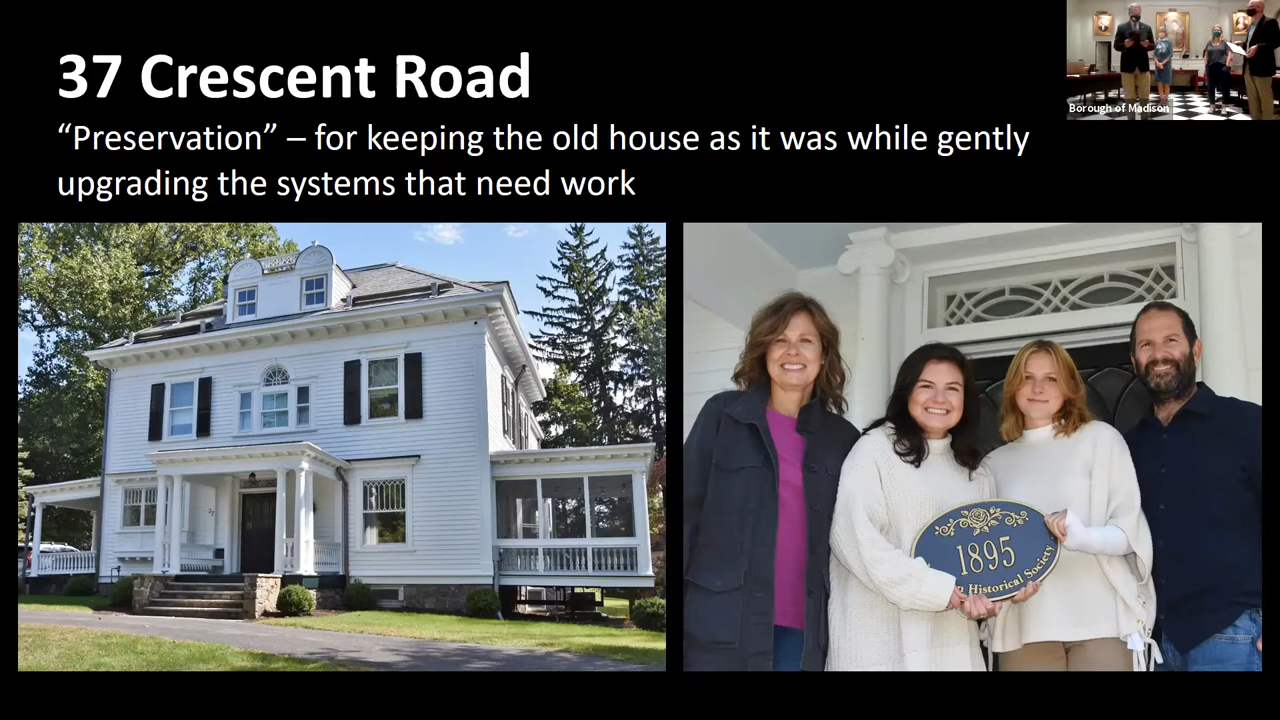 37 Crescent Road
“Preservation” – for keeping the old house as it was while gently
upgrading the systems that need work
Borough of Madison
37
1895
Historical Society